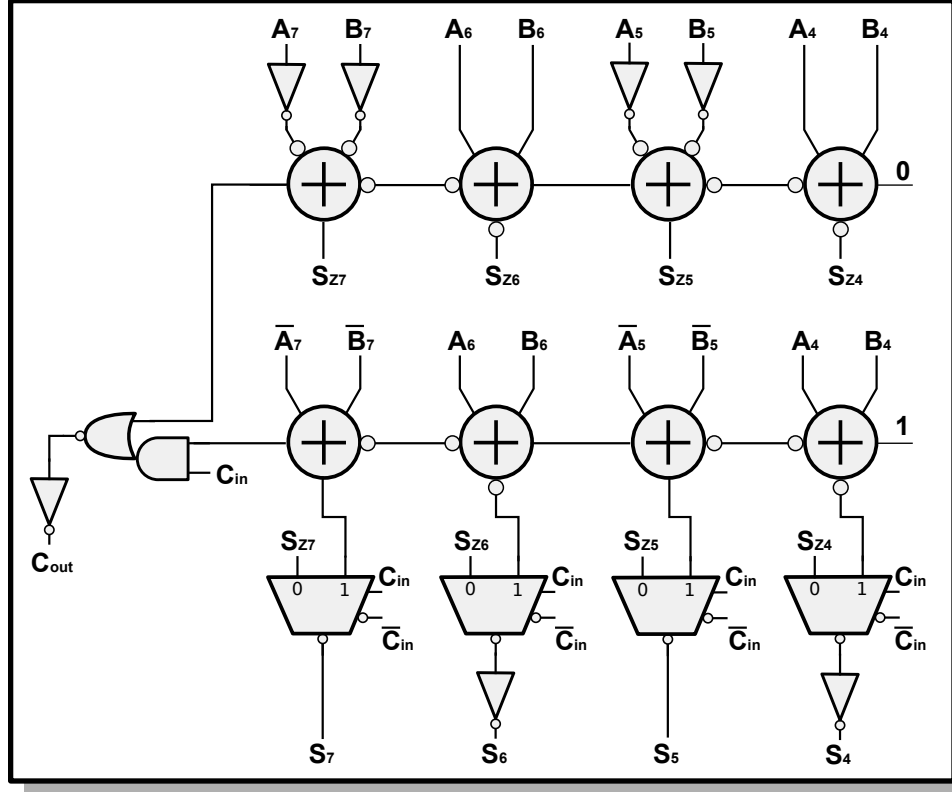 A7 B7 A6 B6 A5 B5 A4 B4
0
SZ7 SZ6 SZ5 SZ4
A̅7 B̅7 A6 B6 A̅5 B̅5 A4 B4
1
Cin
Cout
SZ7 SZ6 SZ5 SZ4
0 1 Cin 0 1 Cin 0 1 Cin 0 1 Cin
C̅in C̅in C̅in C̅in
S7 S6 S5 S4